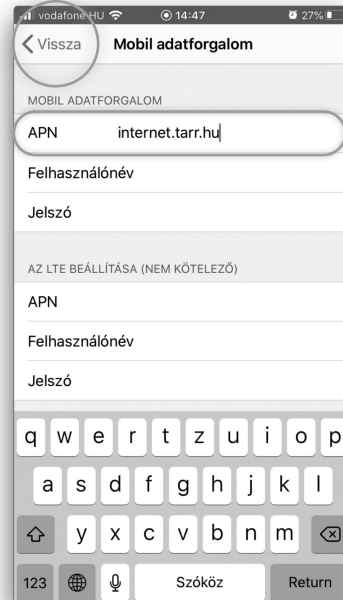 vodafone HU 14:47 27%
Vissza Mobil adatforgalom
MOBIL ADATFORGALOM
APN internet.tarr.hu
Felhasználónév
Jelszó
AZ LTE BEÁLLÍTÁSA (NEM KÖTELEZŐ)
APN
Felhasználónév
Jelszó
q w e r t z u i o p
a s d f g h j k l
y x c v b n m
123 Szóköz Return